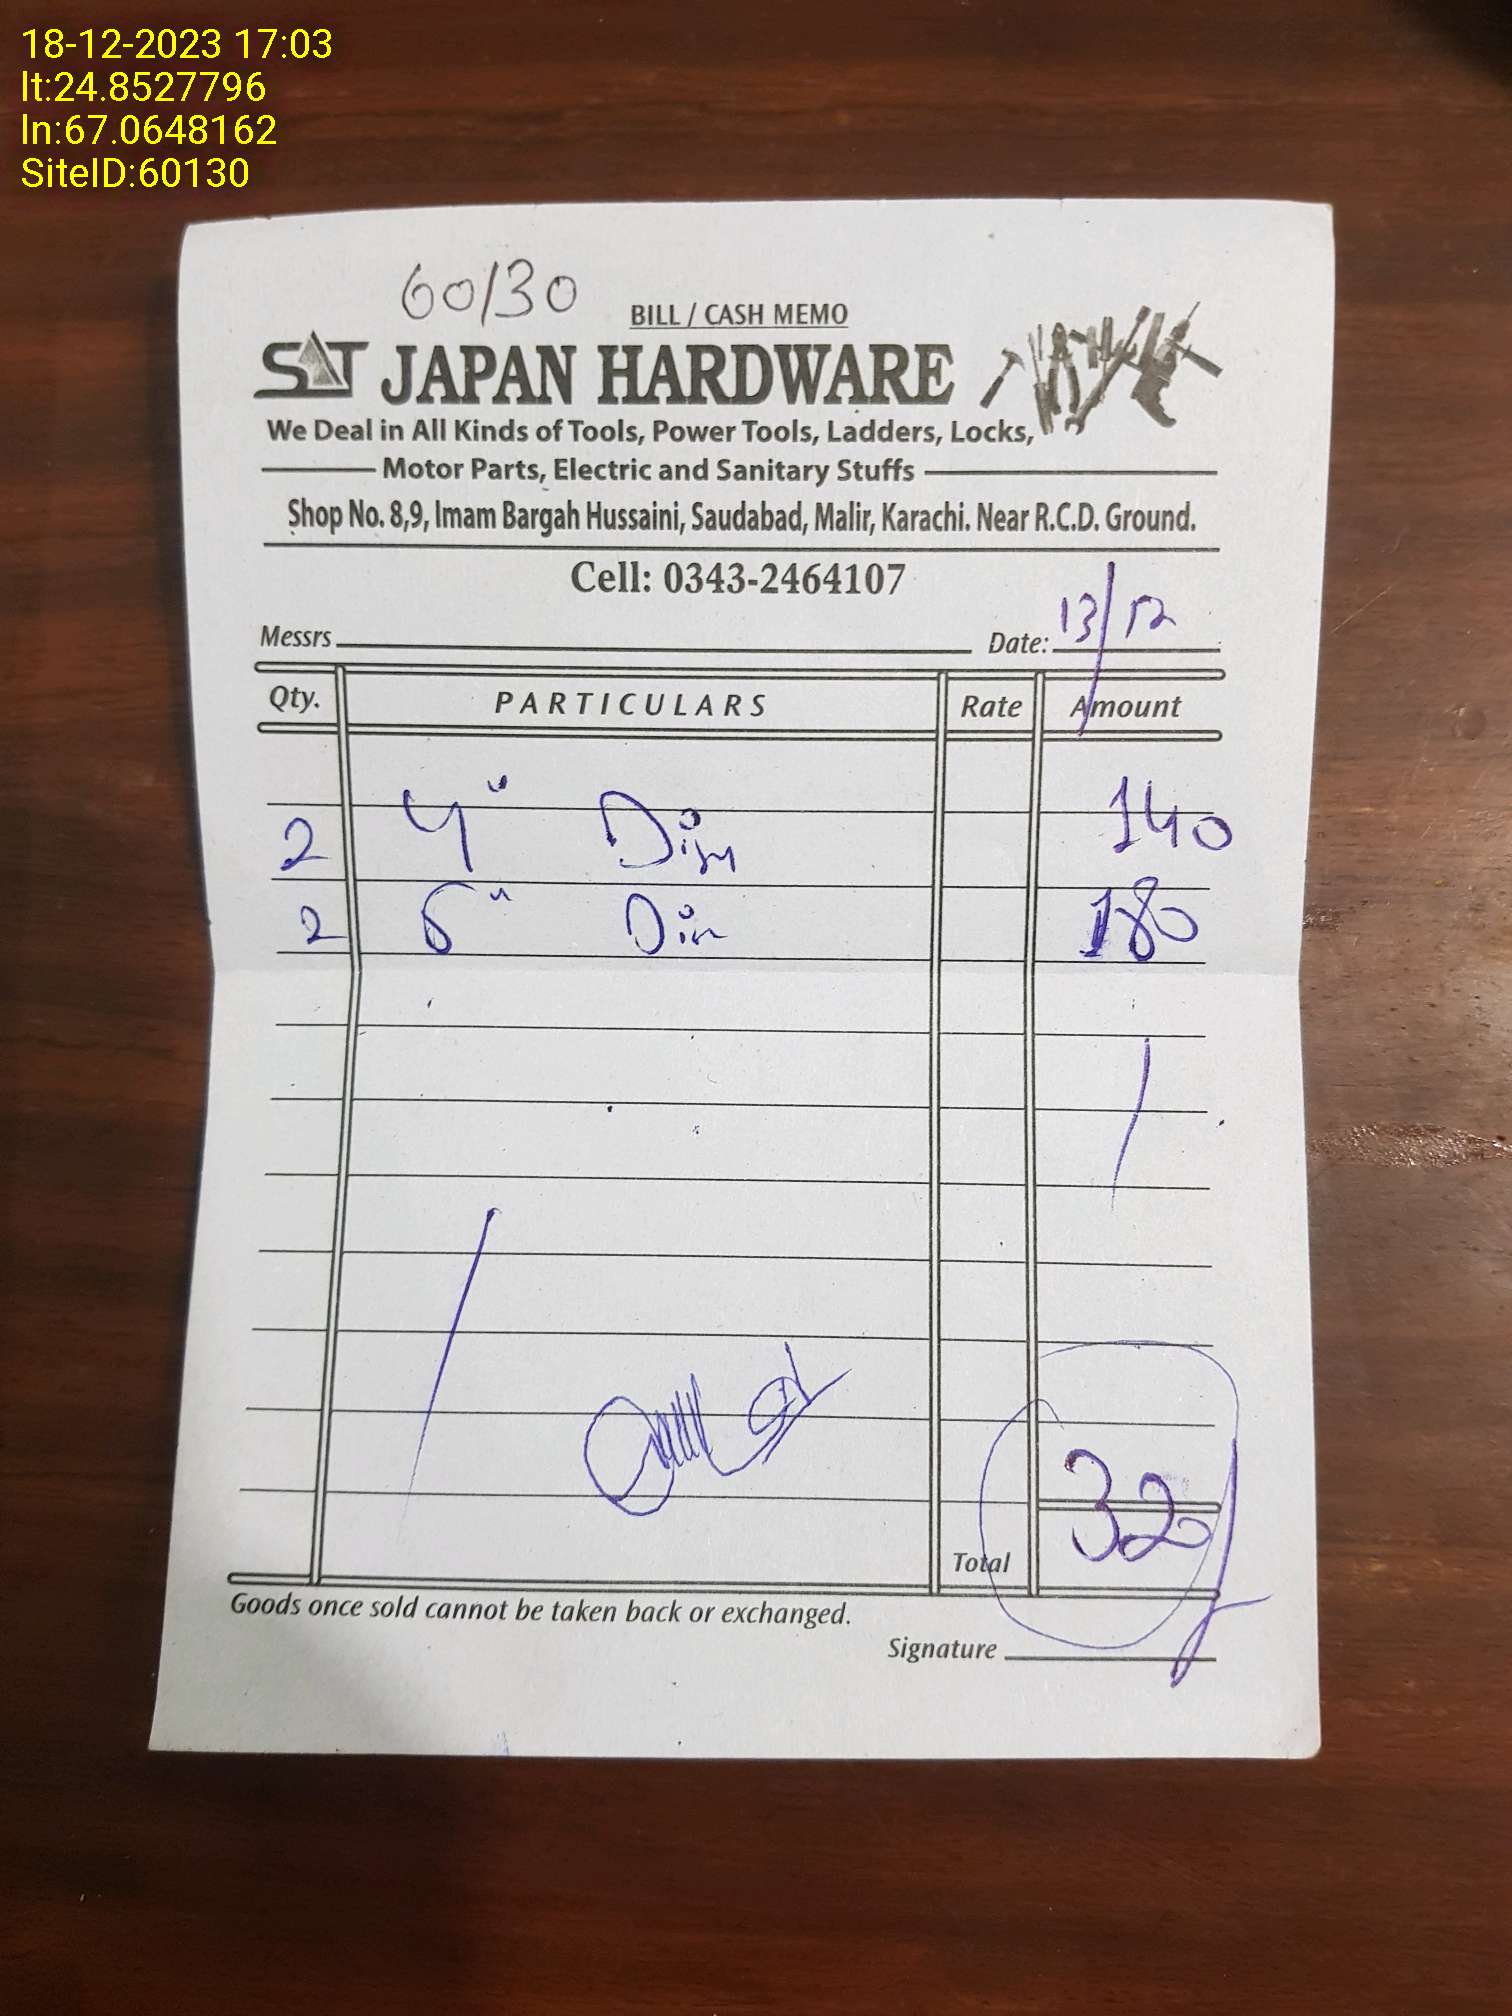 18-12-2023 17:03
lt:24.8527796
ln:67.0648162
SiteID:60130
60130
BILL / CASH MEMO
SAT JAPAN HARDWARE
We Deal in All Kinds of Tools, Power Tools, Ladders, Locks,
Motor Parts, Electric and Sanitary Stuffs
Shop No. 8,9, Imam Bargah Hussaini, Saudabad, Malir, Karachi. Near R.C.D. Ground.
Cell: 0343-2464107
Messrs Date: 13/12
Qty. PARTICULARS Rate Amount
2 4" 140
2 6" 180
Total 320
Goods once sold cannot be taken back or exchanged.
Signature